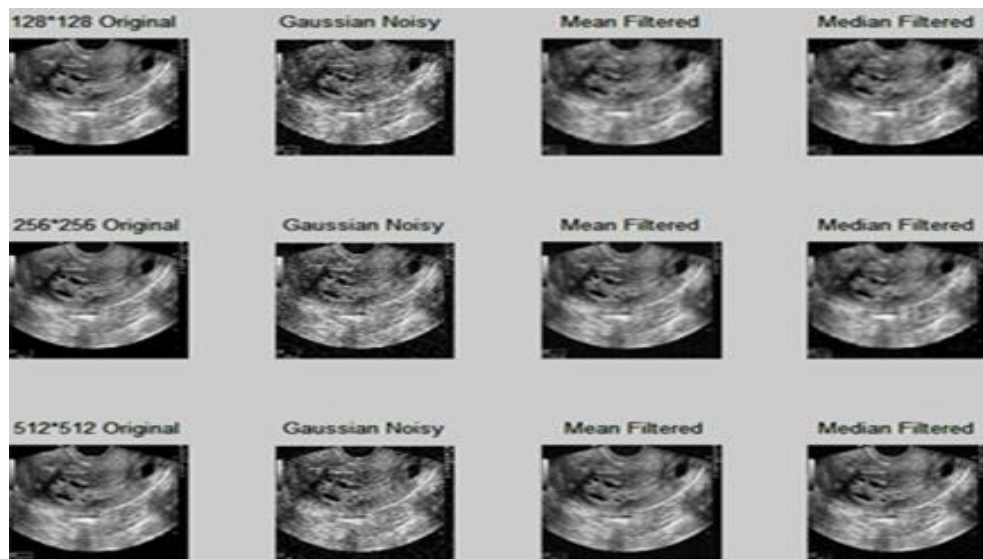 128*128 Original Gaussian Noisy Mean Filtered Median Filtered
256*256 Original Gaussian Noisy Mean Filtered Median Filtered
512*512 Original Gaussian Noisy Mean Filtered Median Filtered